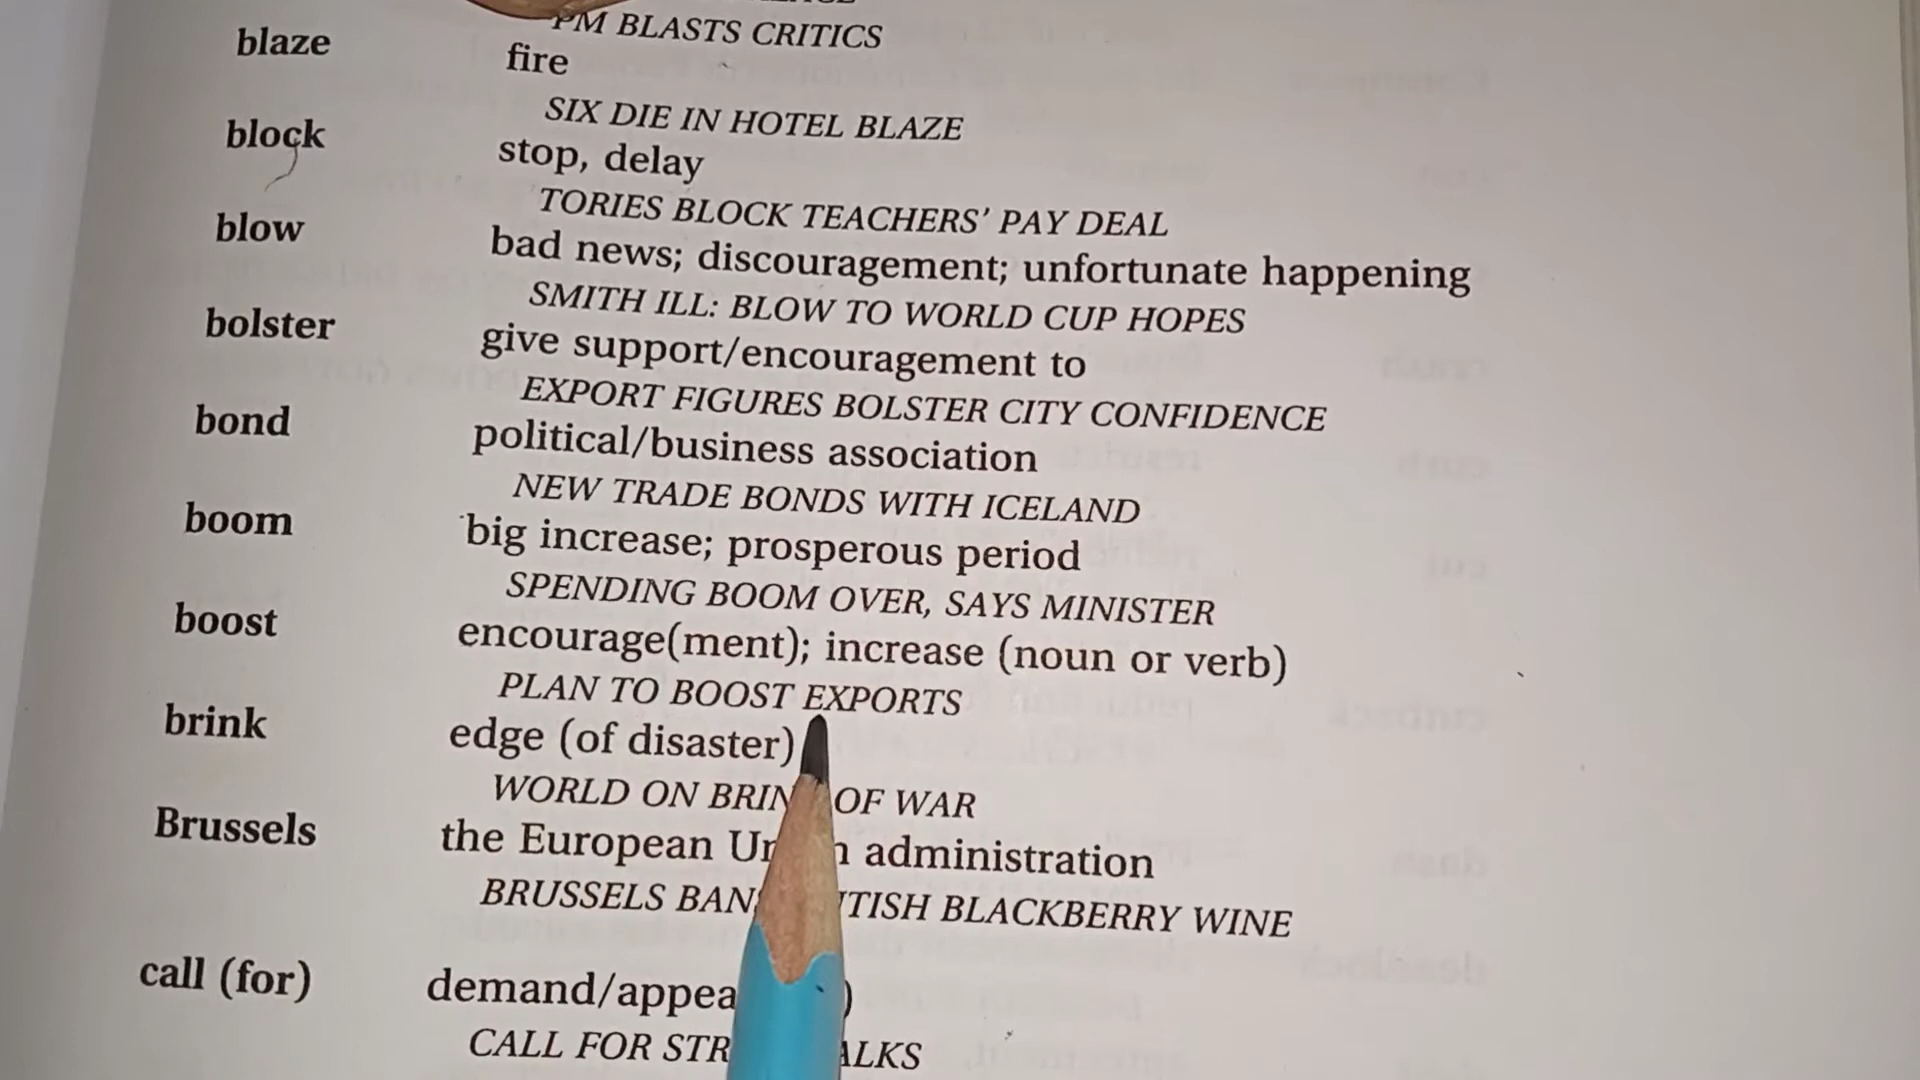 PM BLASTS CRITICS
blaze fire
SIX DIE IN HOTEL BLAZE
block stop, delay
TORIES BLOCK TEACHERS' PAY DEAL
blow bad news; discouragement; unfortunate happening
SMITH ILL: BLOW TO WORLD CUP HOPES
bolster give support/encouragement to
EXPORT FIGURES BOLSTER CITY CONFIDENCE
bond political/business association
NEW TRADE BONDS WITH ICELAND
boom big increase; prosperous period
SPENDING BOOM OVER, SAYS MINISTER
boost encourage(ment); increase (noun or verb)
PLAN TO BOOST EXPORTS
brink edge (of disaster)
WORLD ON OF WAR
Brussels the European administration
BRUSSELS BLACKBERRY WINE
call (for)
CALL FOR